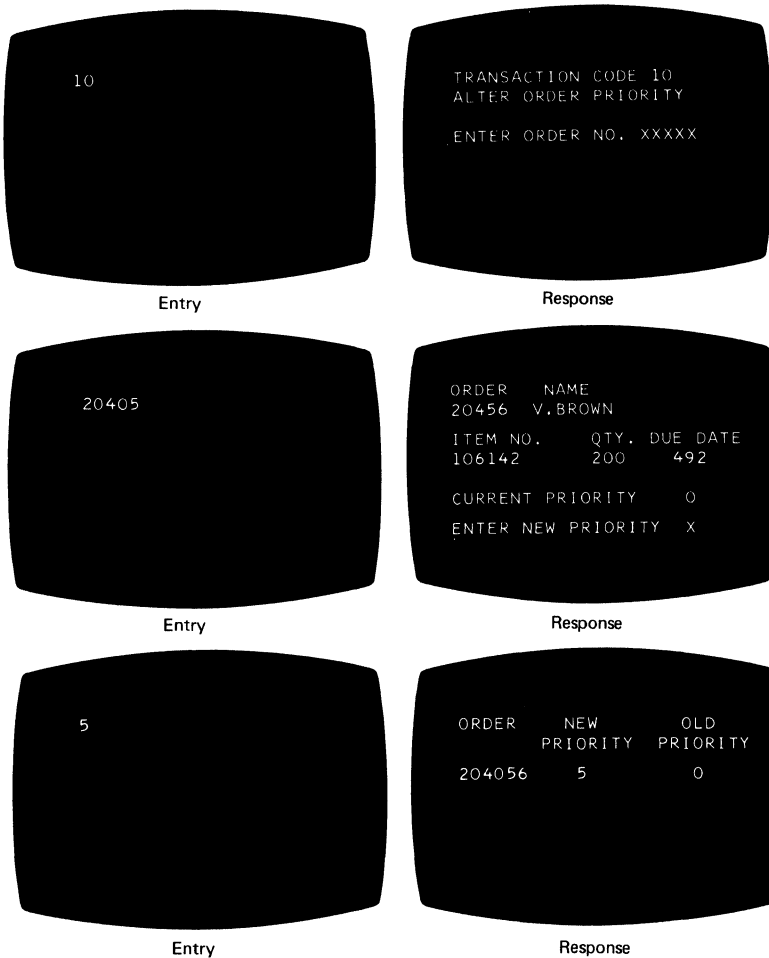 10
TRANSACTION CODE 10
ALTER ORDER PRIORITY
ENTER ORDER NO. XXXXX
Entry
Response
20405
ORDER NAME
20456 V.BROWN
ITEM NO. QTY. DUE DATE
106142 200 492
CURRENT PRIORITY 0
ENTER NEW PRIORITY X
Entry
Response
5
ORDER NEW OLD
PRIORITY PRIORITY
204056 5 0
Entry
Response